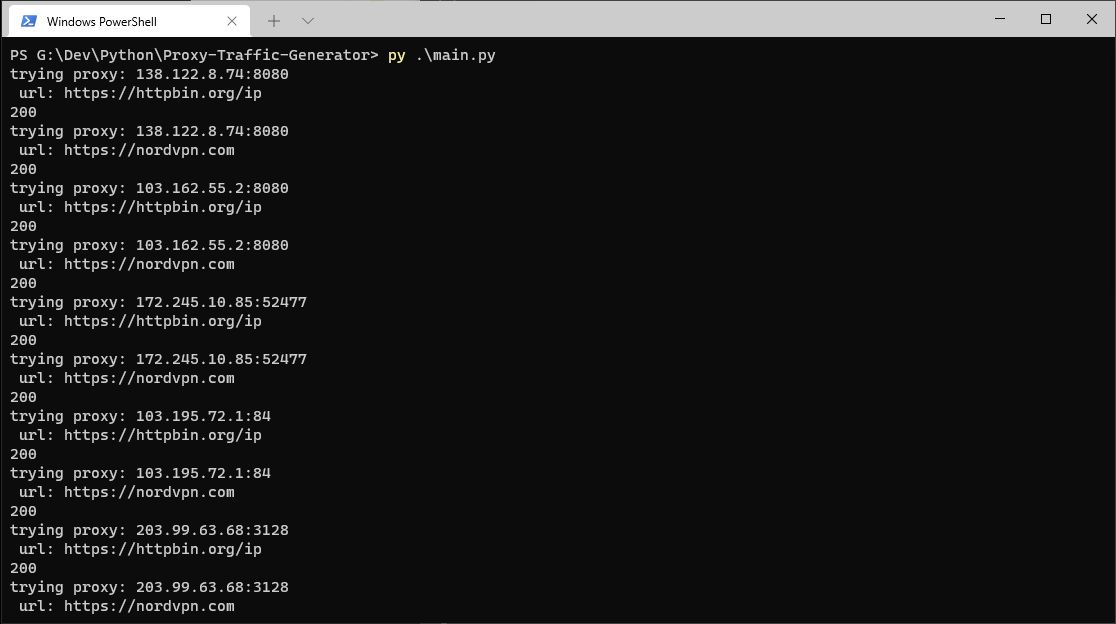 Windows PowerShell
PS G:\Dev\Python\Proxy-Traffic-Generator> py .\main.py
trying proxy: 138.122.8.74:8080
url: https://httpbin.org/ip
200
trying proxy: 138.122.8.74:8080
url: https://nordvpn.com
200
trying proxy: 103.162.55.2:8080
url: https://httpbin.org/ip
200
trying proxy: 103.162.55.2:8080
url: https://nordvpn.com
200
trying proxy: 172.245.10.85:52477
url: https://httpbin.org/ip
200
trying proxy: 172.245.10.85:52477
url: https://nordvpn.com
200
trying proxy: 103.195.72.1:84
url: https://httpbin.org/ip
200
trying proxy: 103.195.72.1:84
url: https://nordvpn.com
200
trying proxy: 203.99.63.68:3128
url: https://httpbin.org/ip
200
trying proxy: 203.99.63.68:3128
url: https://nordvpn.com